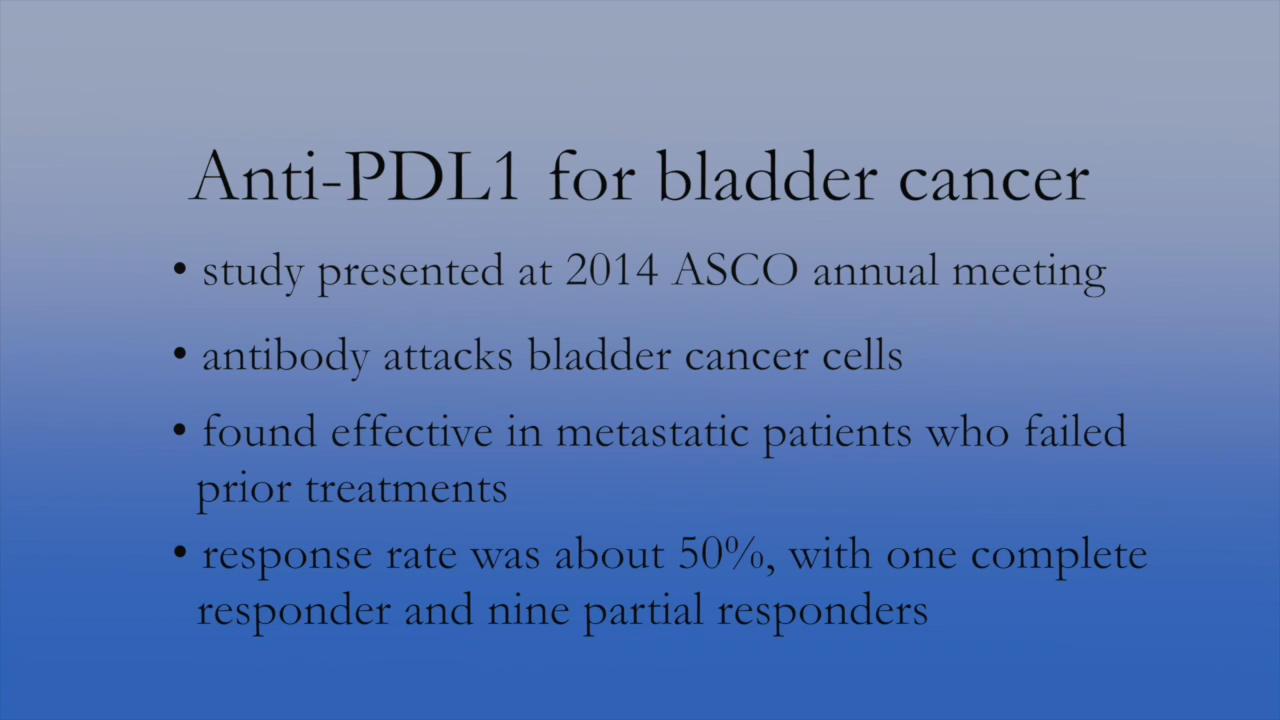 Anti-PDL1 for bladder cancer
• study presented at 2014 ASCO annual meeting
• antibody attacks bladder cancer cells
• found effective in metastatic patients who failed
prior treatments
• response rate was about 50%, with one complete
responder and nine partial responders